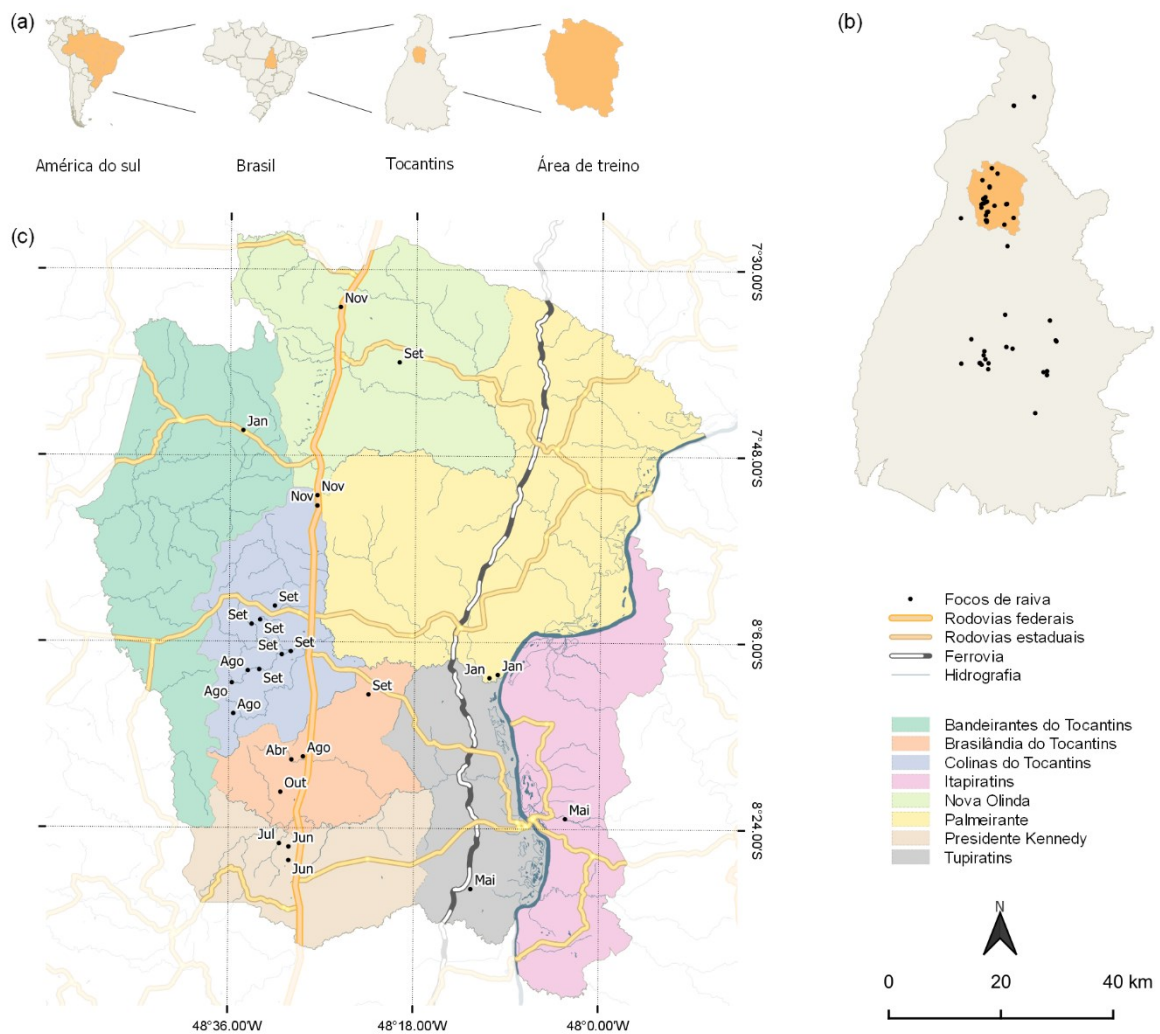 (a)
América do sul
Brasil
Tocantins
Área de treino
(b)
(c)
7°30.00'S
7°48.00'S
8°6.00'S
8°24.00'S
48°36.00'W
48°18.00'W
48°0.00'W
Nov
Set
Jan
Nov
Nov
Set
Set
Set
Set
Set
Ago
Set
Ago
Ago
Set
Jan
Jan
Abr
Ago
Out
Mai
Jul
Jun
Jun
Mai
Focos de raiva
Rodovias federais
Rodovias estaduais
Ferrovia
Hidrografia
Bandeirantes do Tocantins
Brasilândia do Tocantins
Colinas do Tocantins
Itapiratins
Nova Olinda
Palmeirante
Presidente Kennedy
Tupiratins
N
0 20 40 km